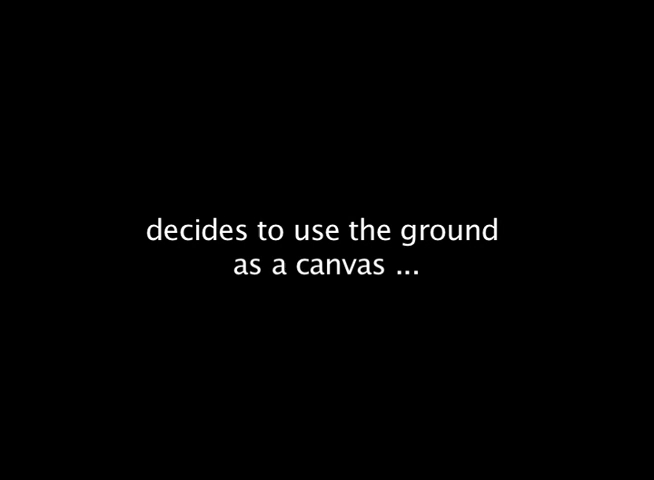 decides to use the ground
as a canvas ...